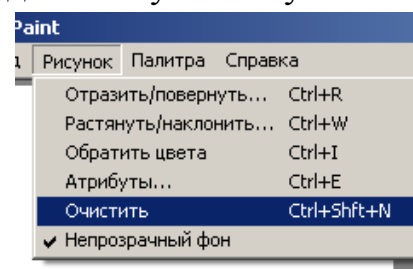 Paint
д Рисунок Палитра Справка
Отразить/повернуть... Ctrl+R
Растянуть/наклонить... Ctrl+W
Обратить цвета Ctrl+I
Атрибуты... Ctrl+E
Очистить Ctrl+Shft+N
Непрозрачный фон